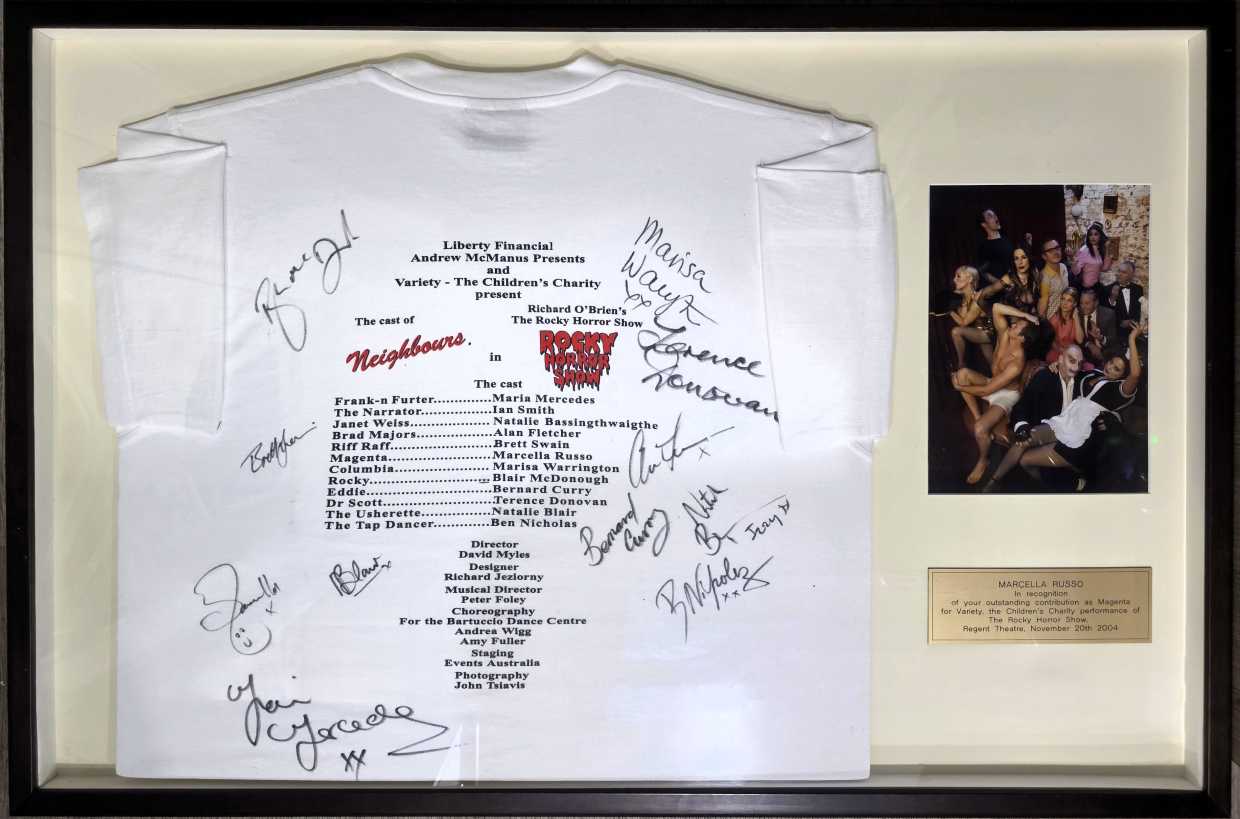 Liberty Financial
Andrew McManus Presents
and
Variety - The Children's Charity
present
The cast of
Neighbours.
in
Richard O'Brien's
The Rocky Horror Show
ROCKY
HORROR
SHOW
The cast
Frank-n Furter..............Maria Mercedes
The Narrator.................Ian Smith
Janet Weiss....................Natalie Bassingthwaigthe
Brad Majors...................Alan Fletcher
Riff Raff.........................Brett Swain
Magenta.........................Marcella Russo
Columbia.......................Marisa Warrington
Rocky............................Blair McDonough
Eddie..............................Bernard Curry
Dr Scott..........................Terence Donovan
The Usherette................Natalie Blair
The Tap Dancer.............Ben Nicholas
Director
David Myles
Designer
Richard Jeziorny
Musical Director
Peter Foley
Choreography
For the Bartuccio Dance Centre
Andrea Wigg
Amy Fuller
Staging
Events Australia
Photography
John Tsiavis
Marisa
xx
Terence
Donovan
Bernard
Curry
B Nicholas
xx
Mercedes
xx
MARCELLA RUSSO
In recognition
of your outstanding contribution as Magenta
for Variety, the Children's Charity performance of
The Rocky Horror Show,
Regent Theatre, November 20th 2004